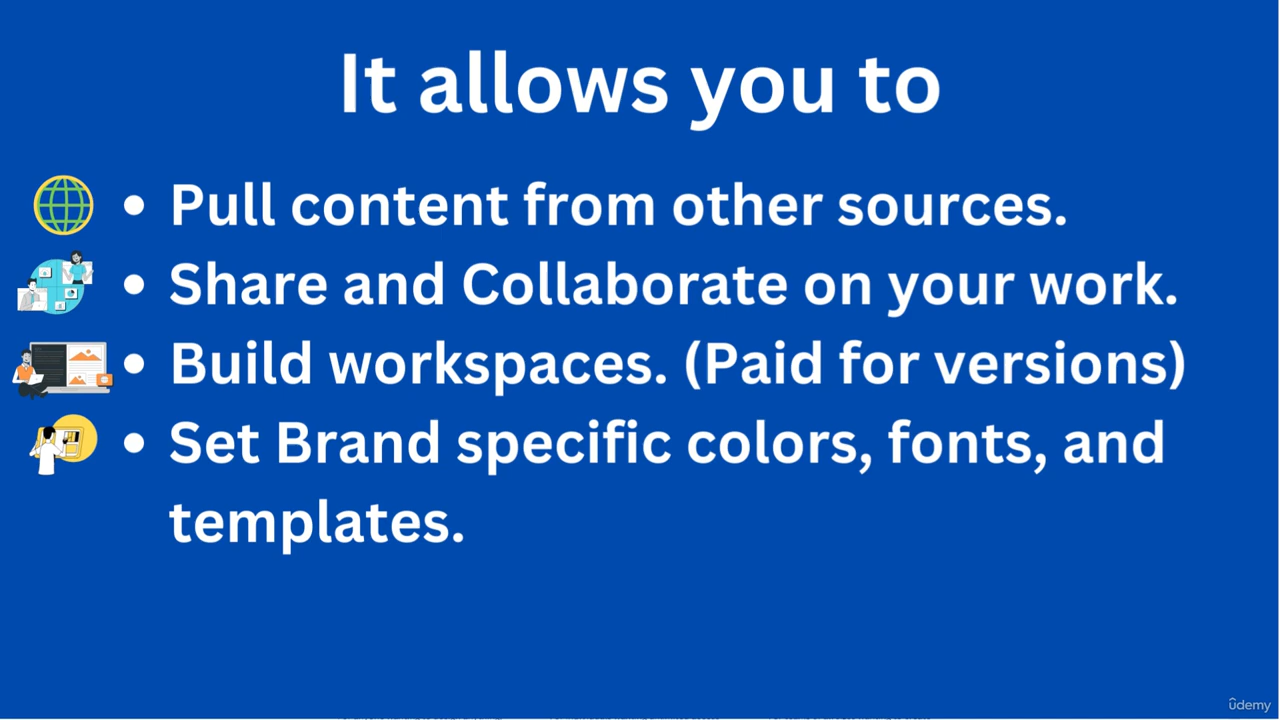 It allows you to
• Pull content from other sources.
• Share and Collaborate on your work.
• Build workspaces. (Paid for versions)
• Set Brand specific colors, fonts, and
templates.
ûdemy